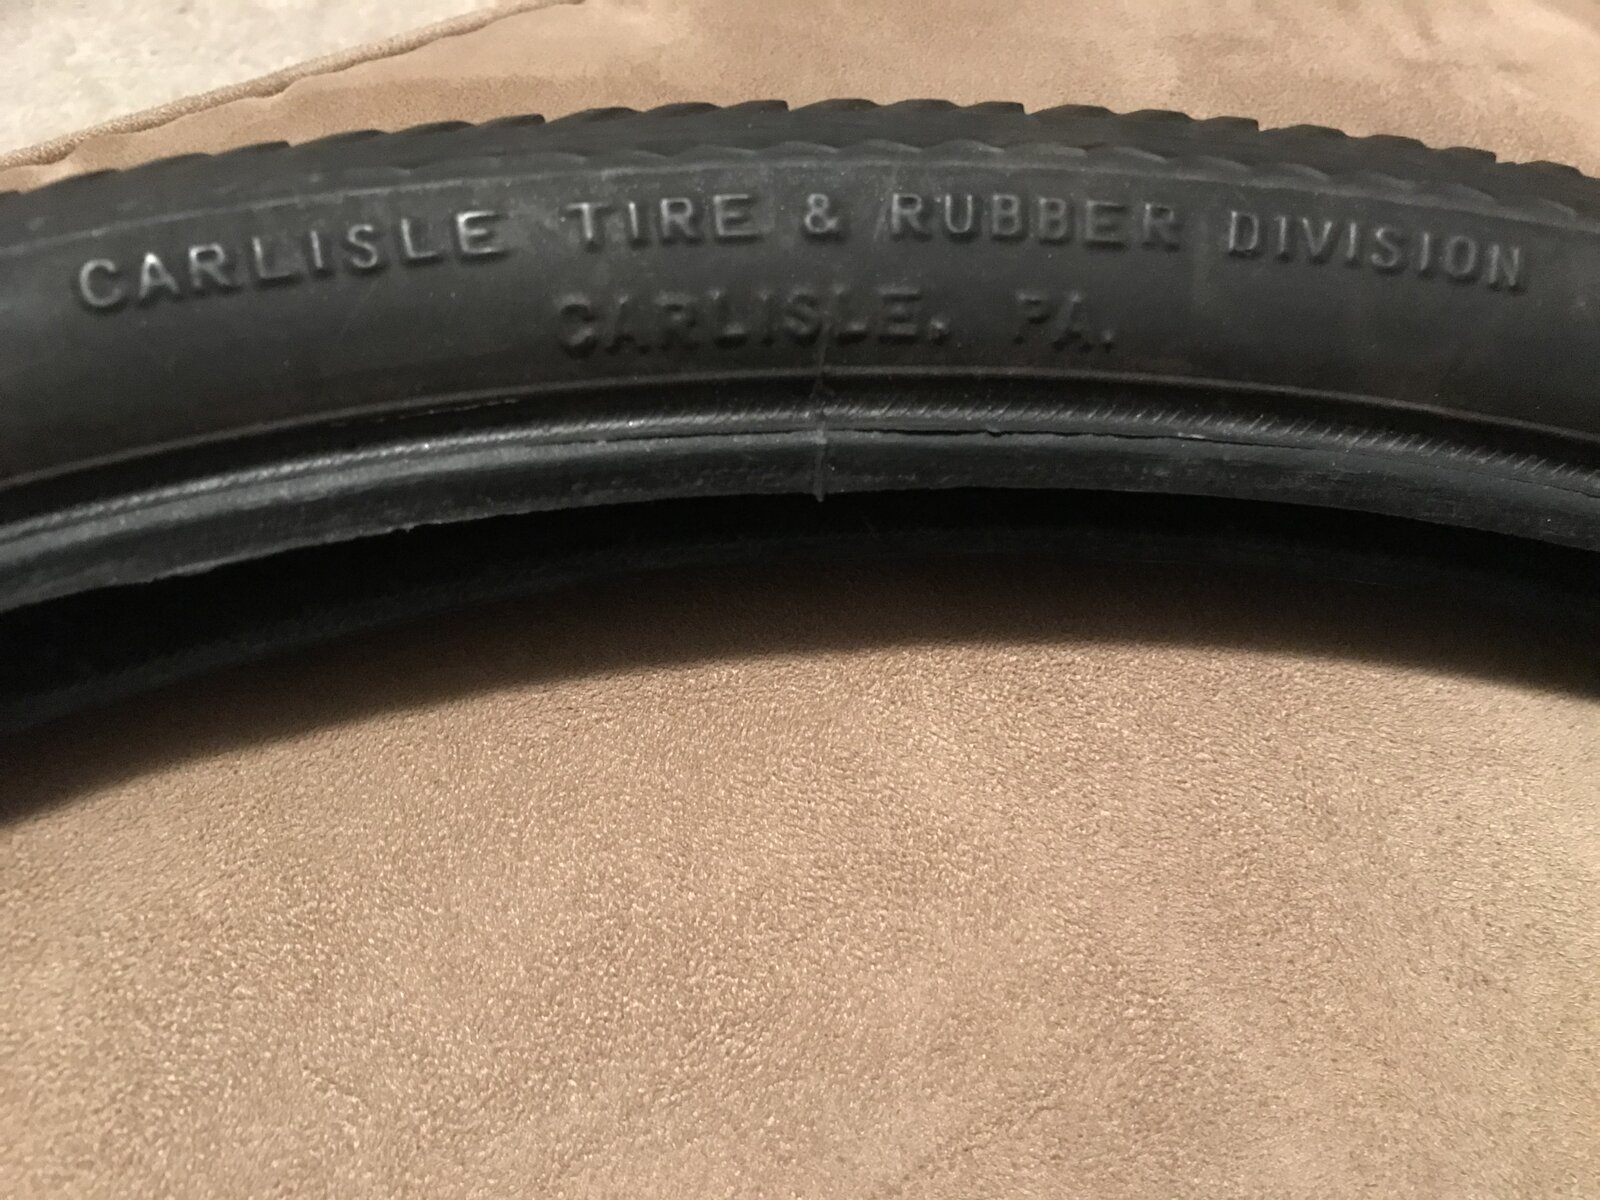 CARLISLE TIRE & RUBBER DIVISION
CARLISLE, PA.